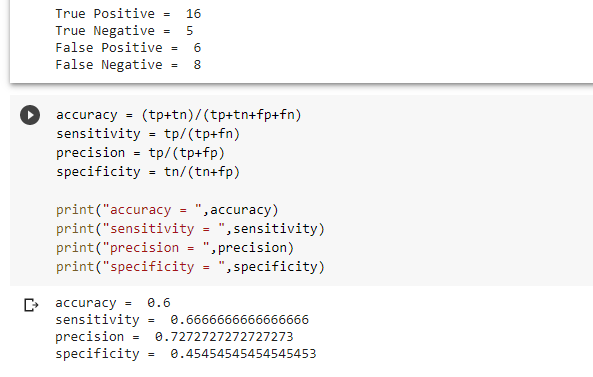 True Positive =  16
True Negative =  5
False Positive =  6
False Negative =  8
accuracy = (tp+tn)/(tp+tn+fp+fn)
sensitivity = tp/(tp+fn)
precision = tp/(tp+fp)
specificity = tn/(tn+fp)
print("accuracy = ",accuracy)
print("sensitivity = ",sensitivity)
print("precision = ",precision)
print("specificity = ",specificity)
accuracy =  0.6
sensitivity =  0.6666666666666666
precision =  0.7272727272727273
specificity =  0.45454545454545453